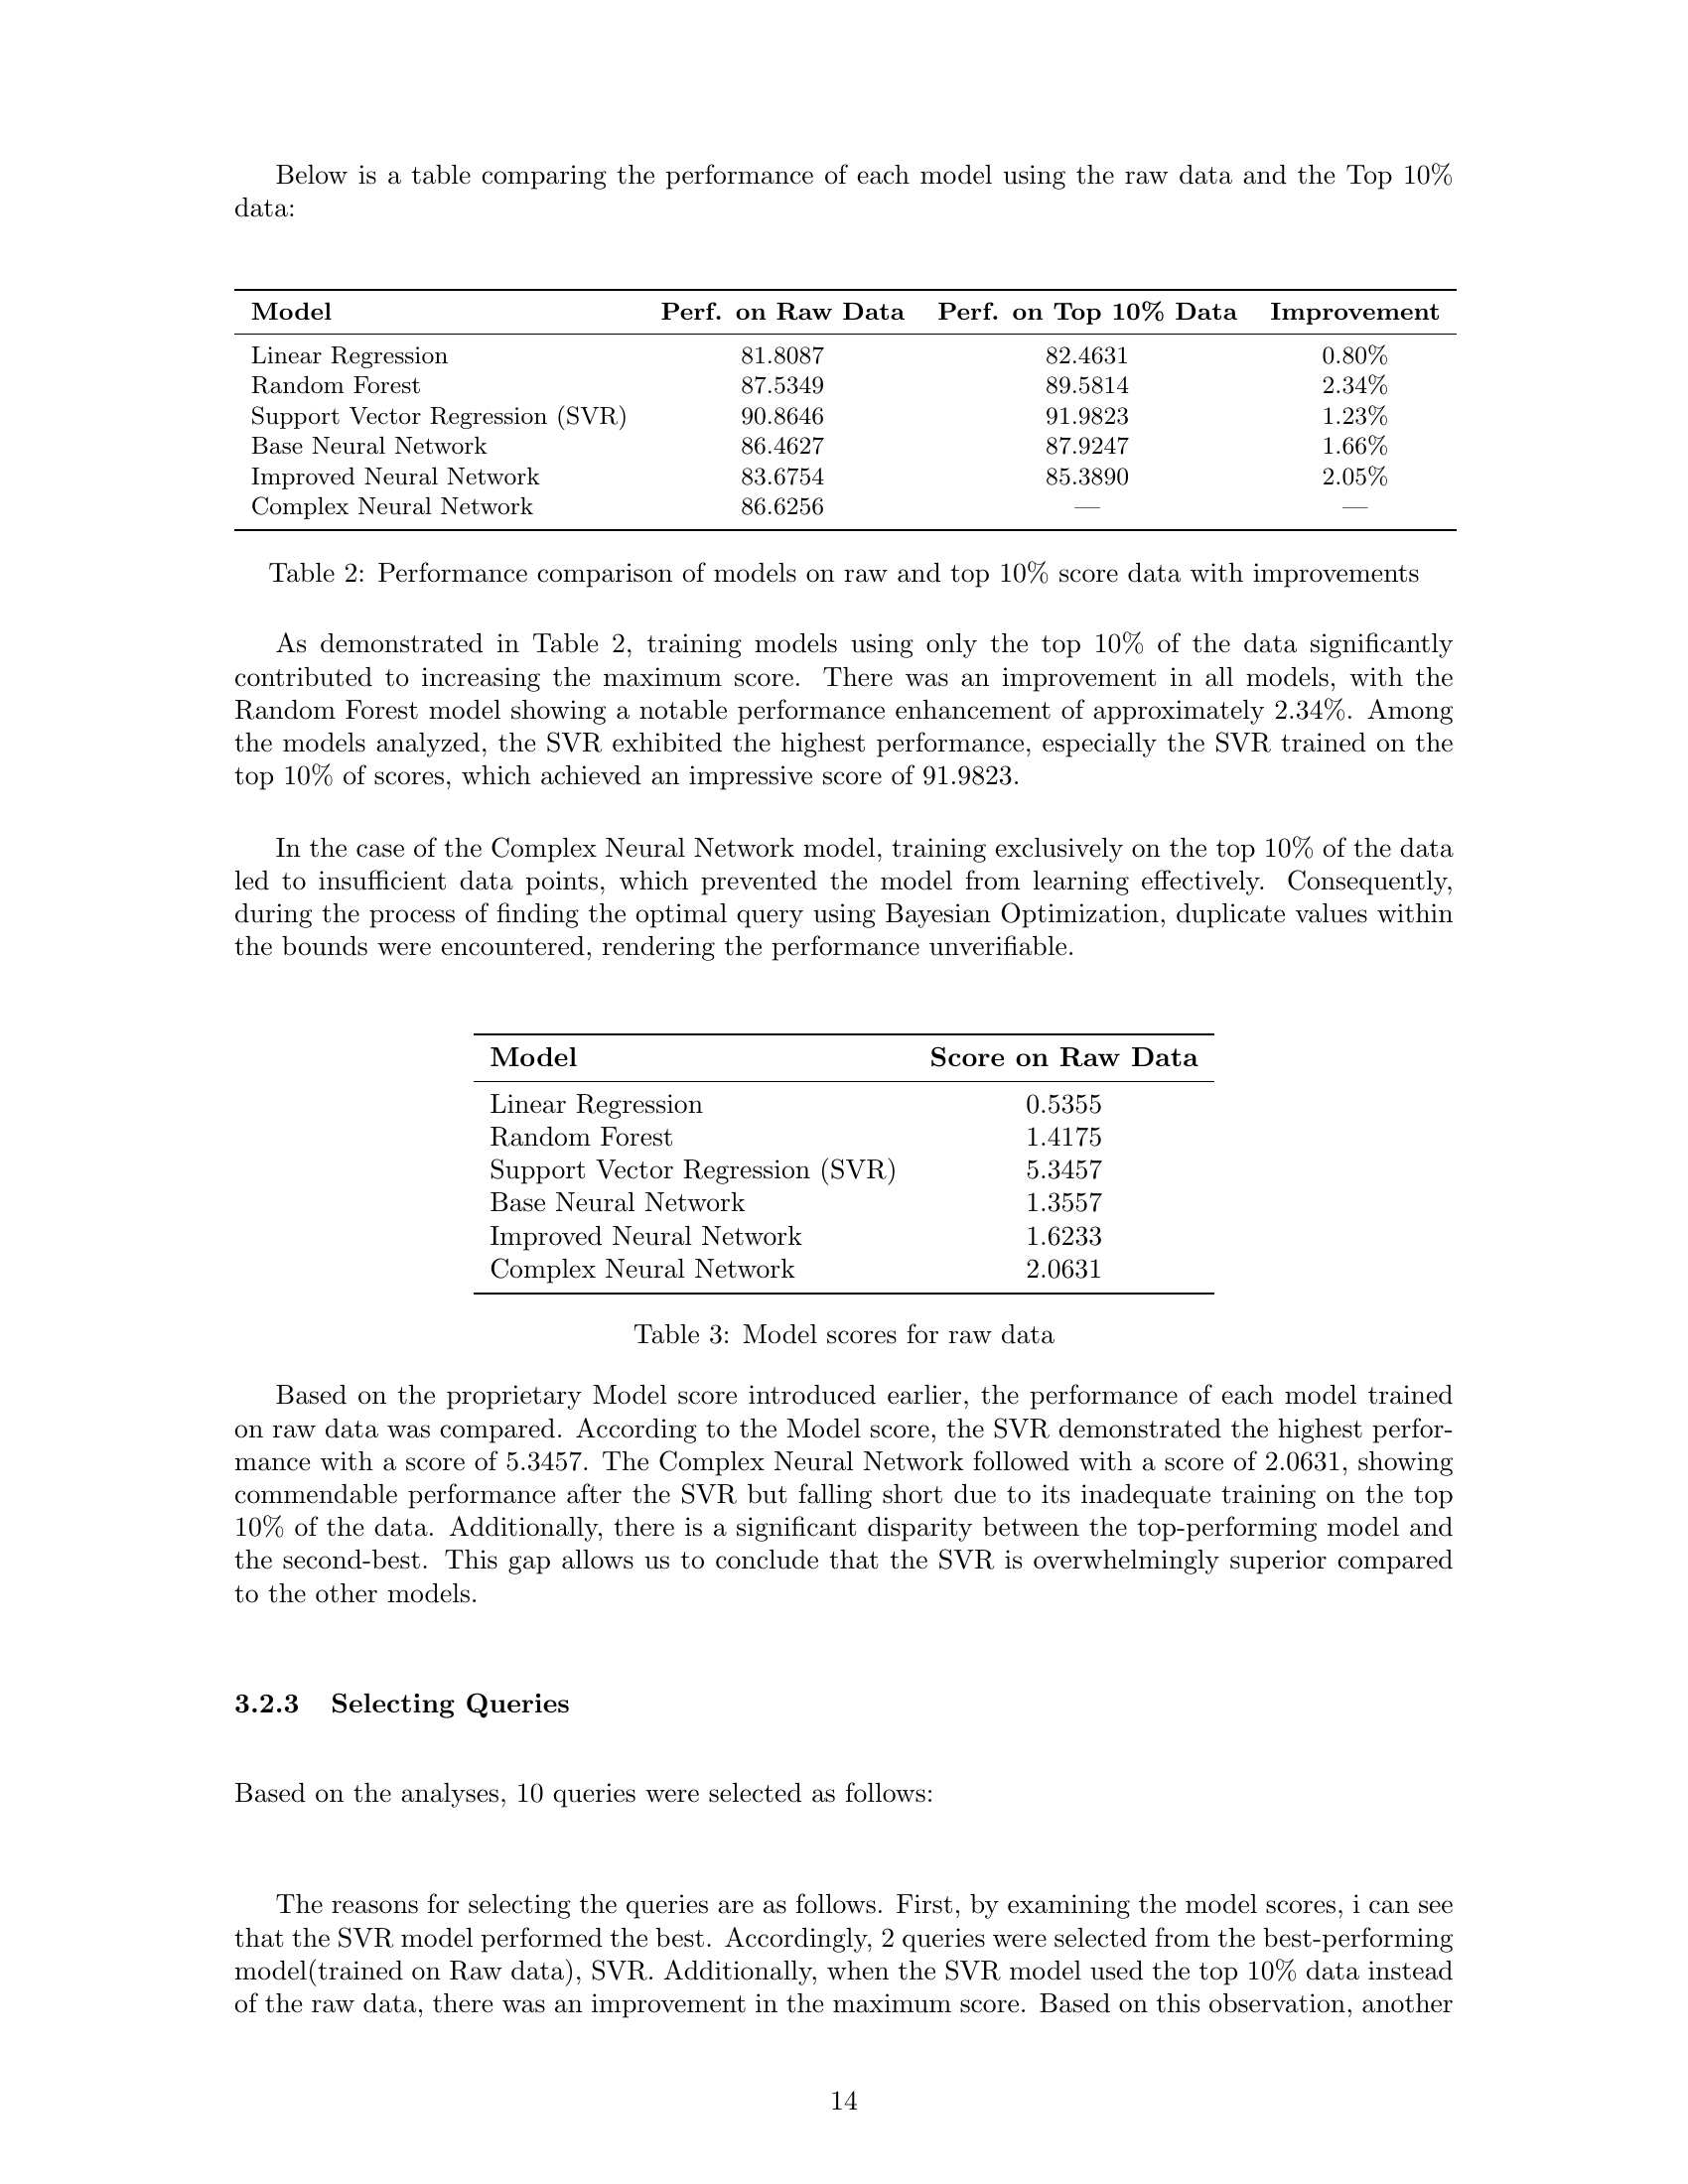 Below is a table comparing the performance of each model using the raw data and the Top 10%
data:
Model Perf. on Raw Data Perf. on Top 10% Data Improvement
Linear Regression 81.8087 82.4631 0.80%
Random Forest 87.5349 89.5814 2.34%
Support Vector Regression (SVR) 90.8646 91.9823 1.23%
Base Neural Network 86.4627 87.9247 1.66%
Improved Neural Network 83.6754 85.3890 2.05%
Complex Neural Network 86.6256 — —
Table 2: Performance comparison of models on raw and top 10% score data with improvements
As demonstrated in Table 2, training models using only the top 10% of the data significantly
contributed to increasing the maximum score. There was an improvement in all models, with the
Random Forest model showing a notable performance enhancement of approximately 2.34%. Among
the models analyzed, the SVR exhibited the highest performance, especially the SVR trained on the
top 10% of scores, which achieved an impressive score of 91.9823.
In the case of the Complex Neural Network model, training exclusively on the top 10% of the data
led to insufficient data points, which prevented the model from learning effectively. Consequently,
during the process of finding the optimal query using Bayesian Optimization, duplicate values within
the bounds were encountered, rendering the performance unverifiable.
Model Score on Raw Data
Linear Regression 0.5355
Random Forest 1.4175
Support Vector Regression (SVR) 5.3457
Base Neural Network 1.3557
Improved Neural Network 1.6233
Complex Neural Network 2.0631
Table 3: Model scores for raw data
Based on the proprietary Model score introduced earlier, the performance of each model trained
on raw data was compared. According to the Model score, the SVR demonstrated the highest perfor-
mance with a score of 5.3457. The Complex Neural Network followed with a score of 2.0631, showing
commendable performance after the SVR but falling short due to its inadequate training on the top
10% of the data. Additionally, there is a significant disparity between the top-performing model and
the second-best. This gap allows us to conclude that the SVR is overwhelmingly superior compared
to the other models.
3.2.3 Selecting Queries
Based on the analyses, 10 queries were selected as follows:
The reasons for selecting the queries are as follows. First, by examining the model scores, i can see
that the SVR model performed the best. Accordingly, 2 queries were selected from the best-performing
model(trained on Raw data), SVR. Additionally, when the SVR model used the top 10% data instead
of the raw data, there was an improvement in the maximum score. Based on this observation, another
14